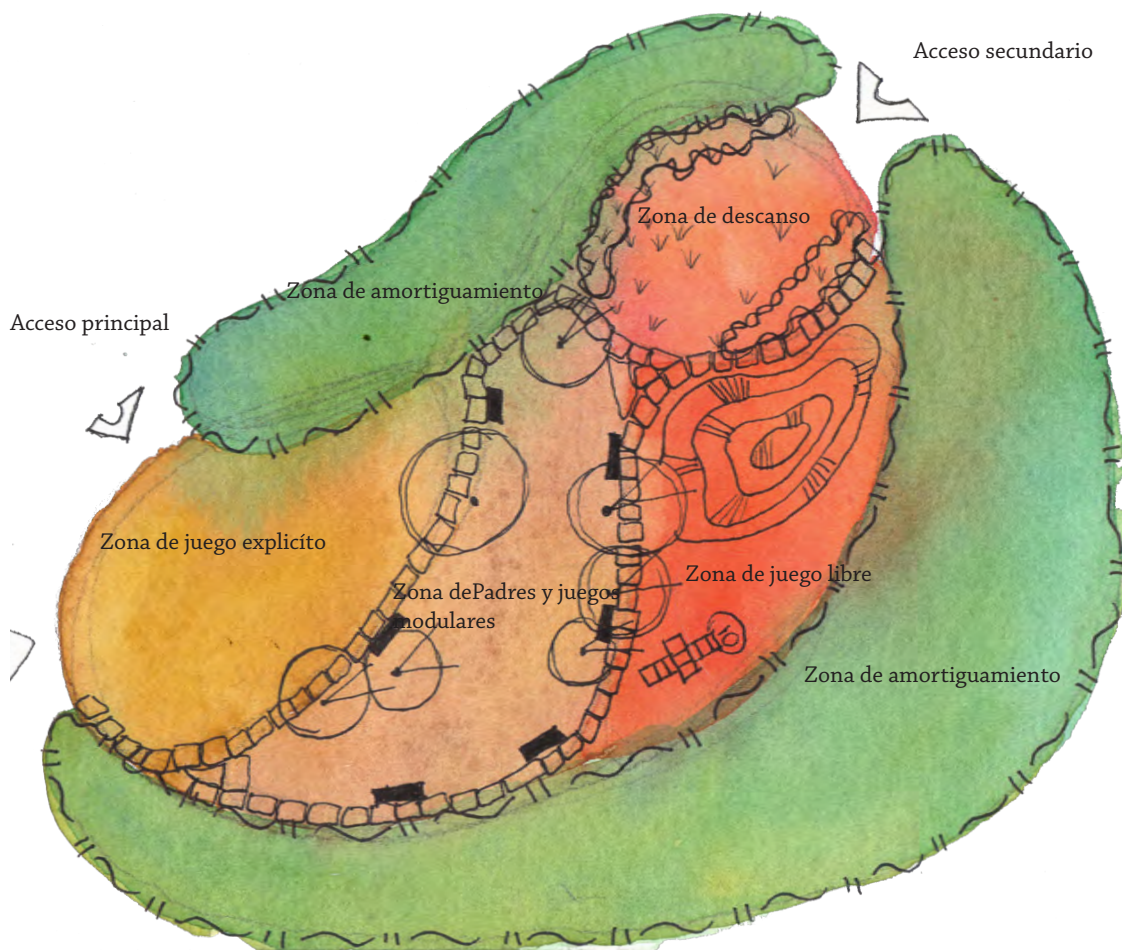 Acceso secundario
Zona de descanso
Zona de amortiguamiento
Acceso principal
Zona de juego explicíto
Zona dePadres y juegos
modulares
Zona de juego libre
Zona de amortiguamiento